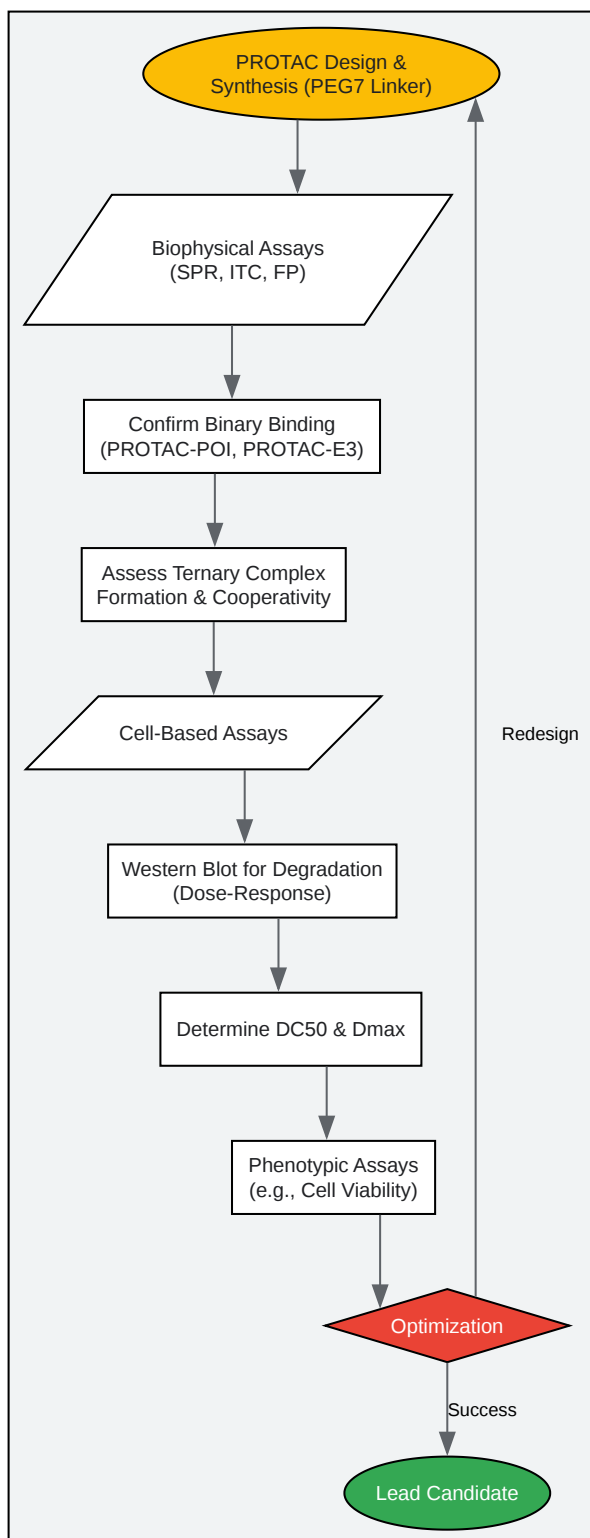 PROTAC Design &
Synthesis (PEG7 Linker)
Biophysical Assays
(SPR, ITC, FP)
Confirm Binary Binding
(PROTAC-POI, PROTAC-E3)
Assess Ternary Complex
Formation & Cooperativity
Cell-Based Assays
Redesign
Western Blot for Degradation
(Dose-Response)
Determine DC50 & Dmax
Phenotypic Assays
(e.g., Cell Viability)
Optimization
Success
Lead Candidate